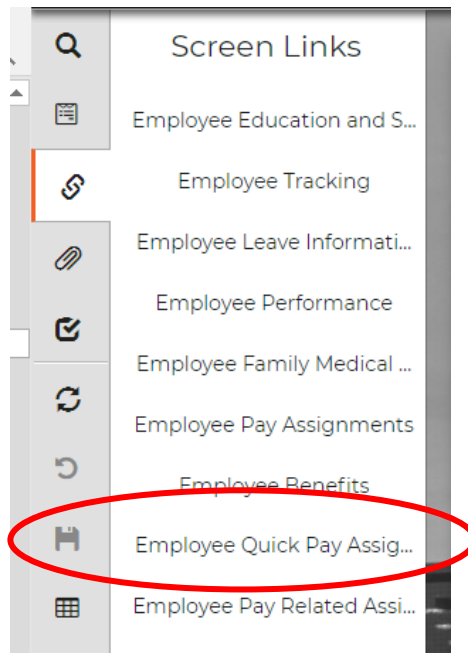 Screen Links
Employee Education and S...
Employee Tracking
Employee Leave Informati...
Employee Performance
Employee Family Medical ...
Employee Pay Assignments
Employee Benefits
Employee Quick Pay Assig...
Employee Pay Related Assi...